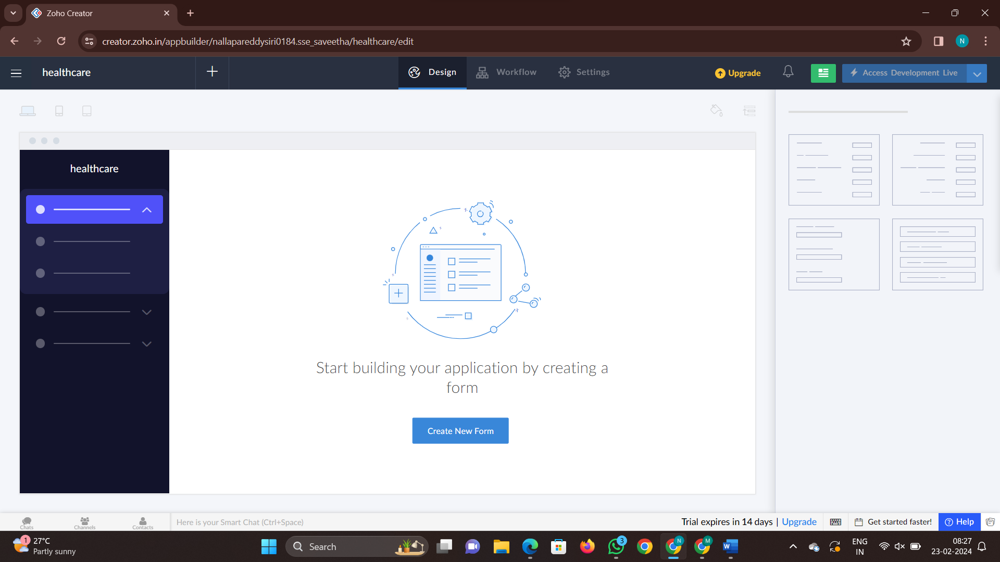 Zoho Creator
creator.zoho.in/appbuilder/nallapareddysiri0184.sse_saveetha/healthcare/edit
N
healthcare
Design
Workflow
Settings
Upgrade
Access Development Live
healthcare
Start building your application by creating a
form
Create New Form
Chats
Channels
Contacts
Here is your Smart Chat (Ctrl+Space)
Trial expires in 14 days | Upgrade
Get started faster!
Help
1
27°C
Partly sunny
Search
3
N
M
W
ENG
IN
08:27
23-02-2024